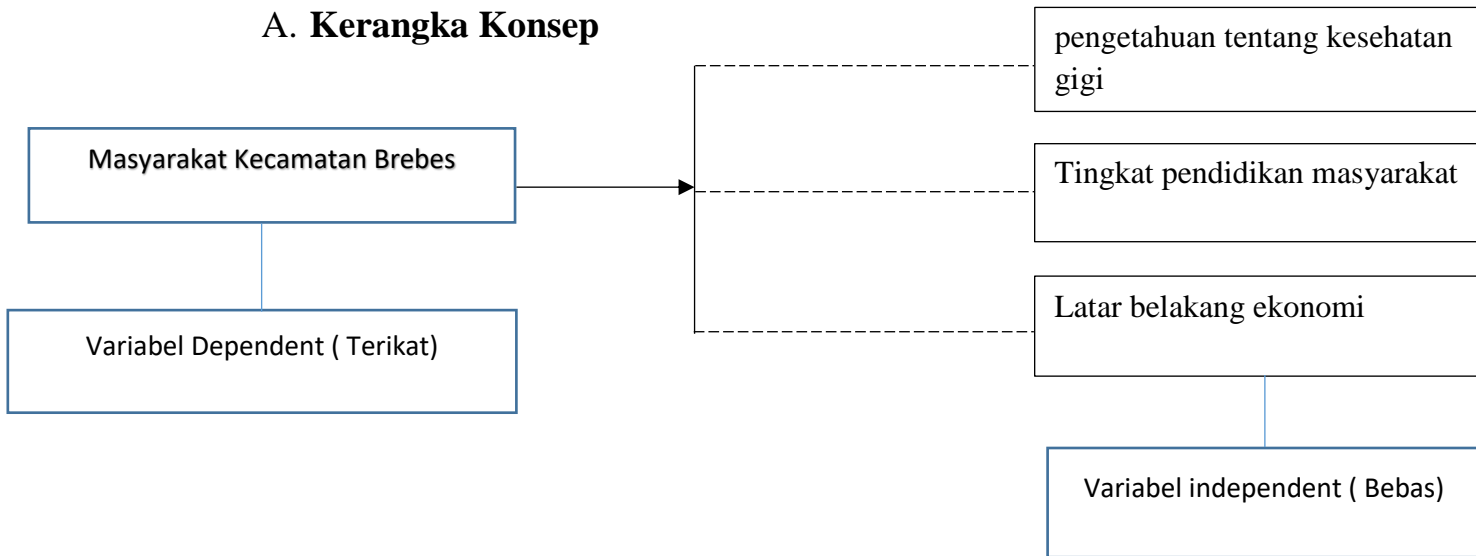 A. Kerangka Konsep
pengetahuan tentang kesehatan
gigi
Masyarakat Kecamatan Brebes
Tingkat pendidikan masyarakat
Latar belakang ekonomi
Variabel Dependent ( Terikat)
Variabel independent ( Bebas)